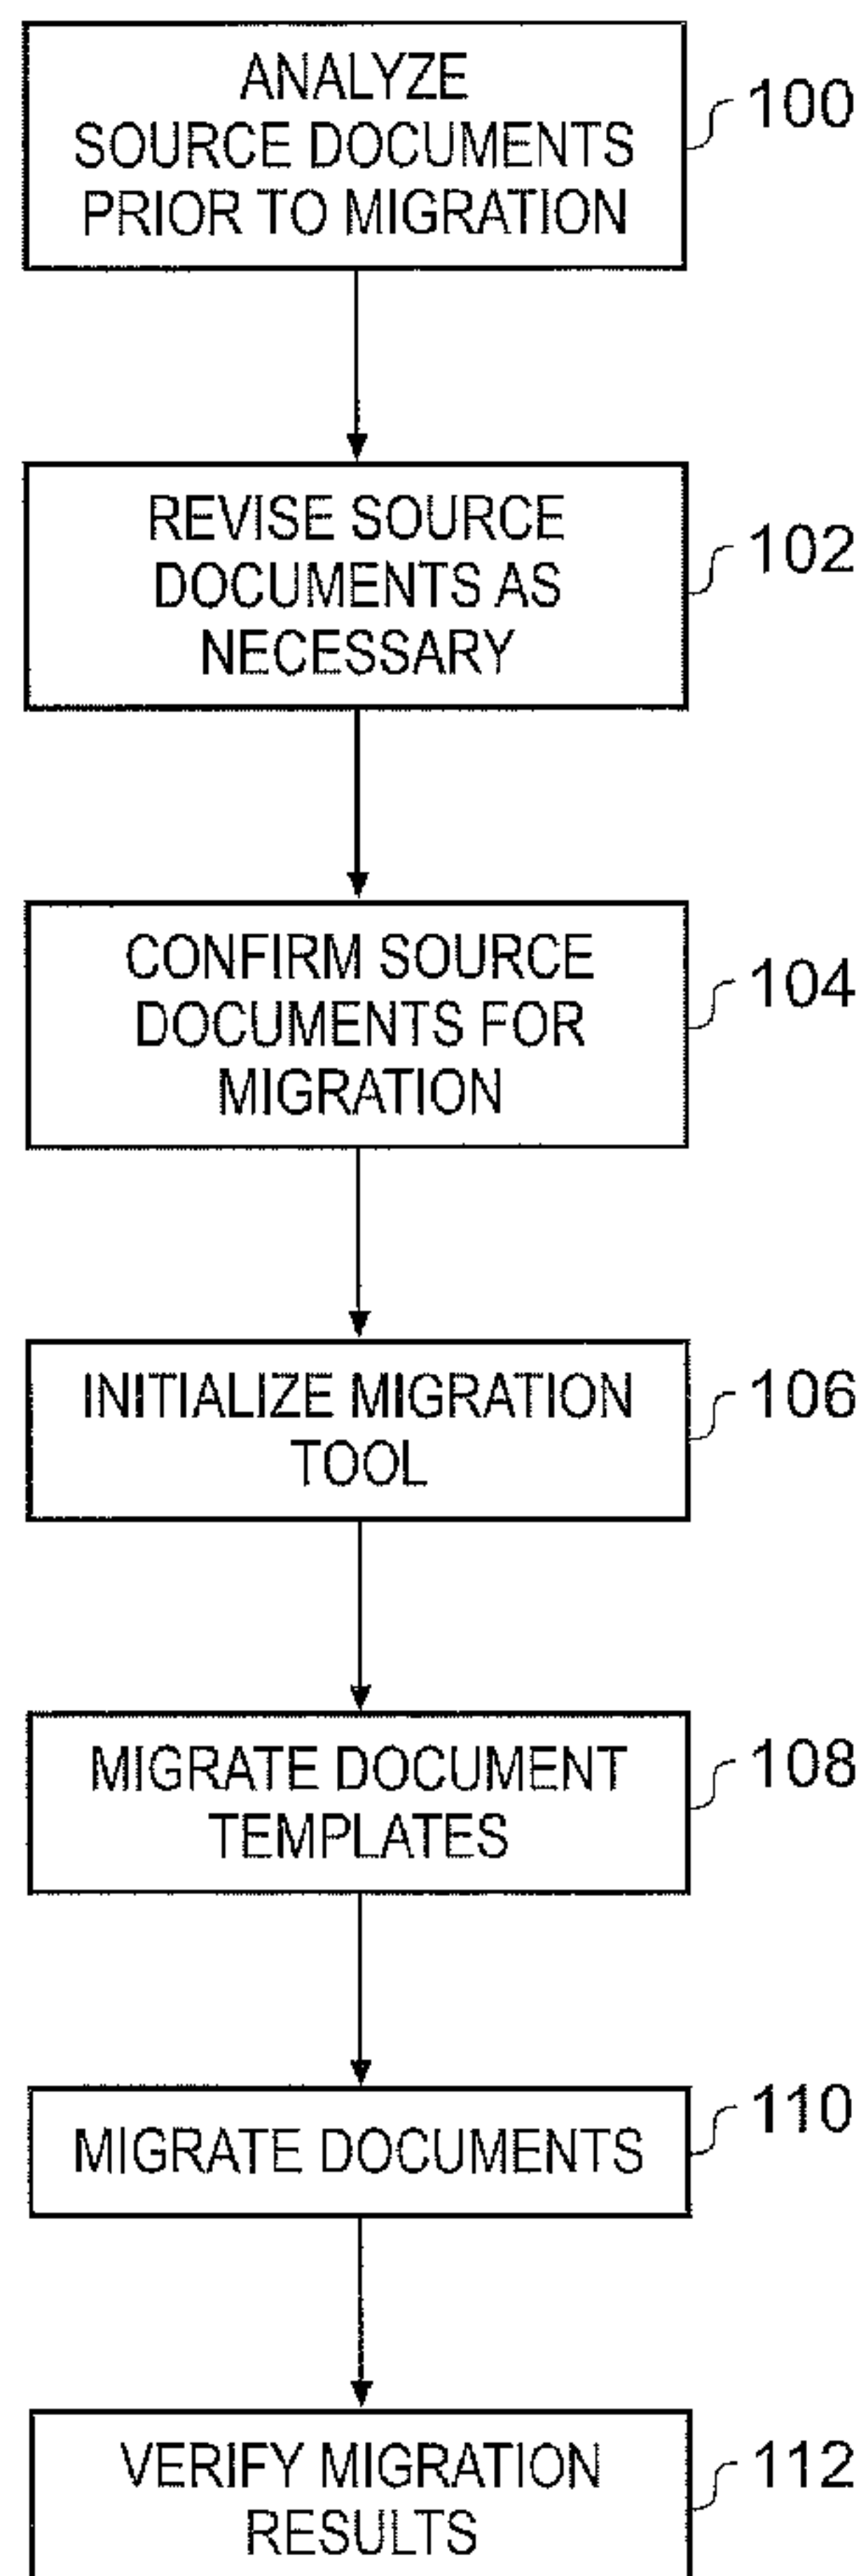 ANALYZE
SOURCE DOCUMENTS
PRIOR TO MIGRATION
100
REVISE SOURCE
DOCUMENTS AS
NECESSARY
102
CONFIRM SOURCE
DOCUMENTS FOR
MIGRATION
104
INITIALIZE MIGRATION
TOOL
106
MIGRATE DOCUMENT
TEMPLATES
108
MIGRATE DOCUMENTS
110
VERIFY MIGRATION
RESULTS
112